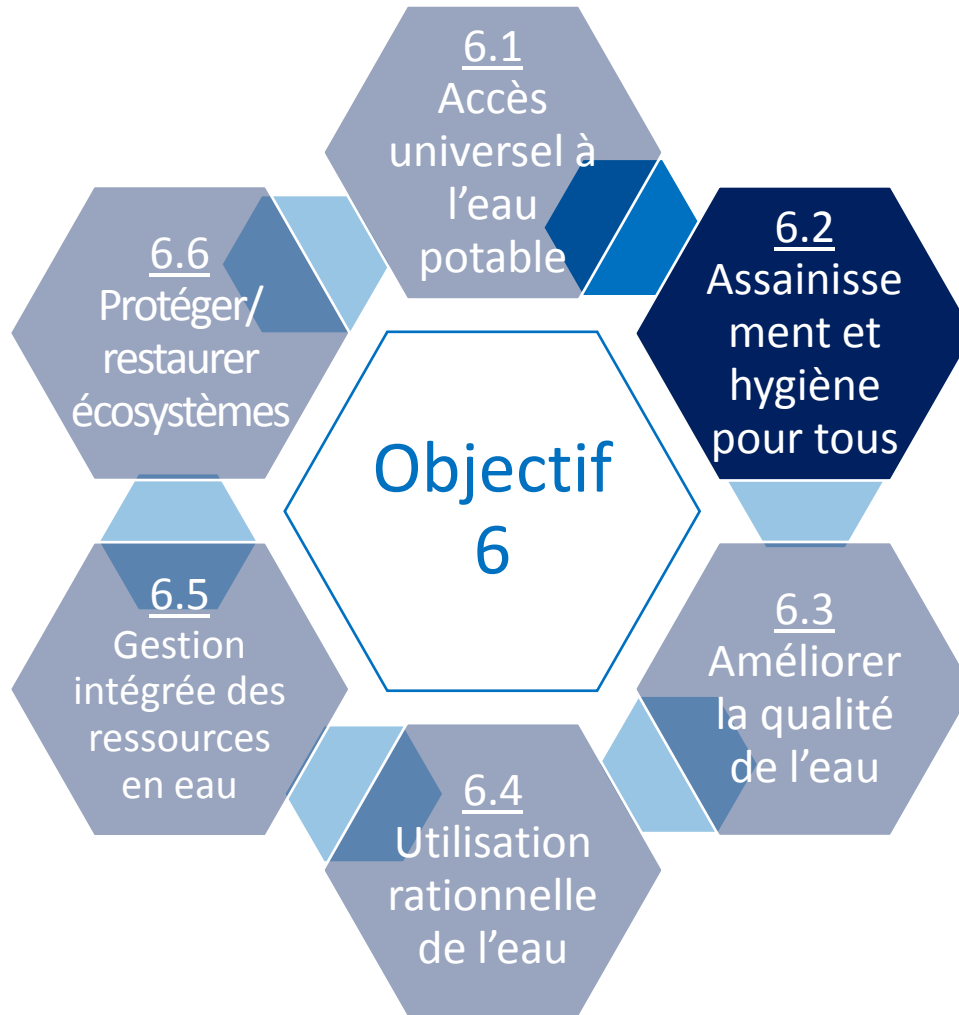 6.1
Accès
universel à
l’eau
potable
6.2
Assainisse
ment et
hygiène
pour tous
6.3
Améliorer
la qualité
de l’eau
6.4
Utilisation
rationnelle
de l’eau
6.5
Gestion
intégrée des
ressources
en eau
6.6
Protéger/
restaurer
écosystèmes
Objectif
6